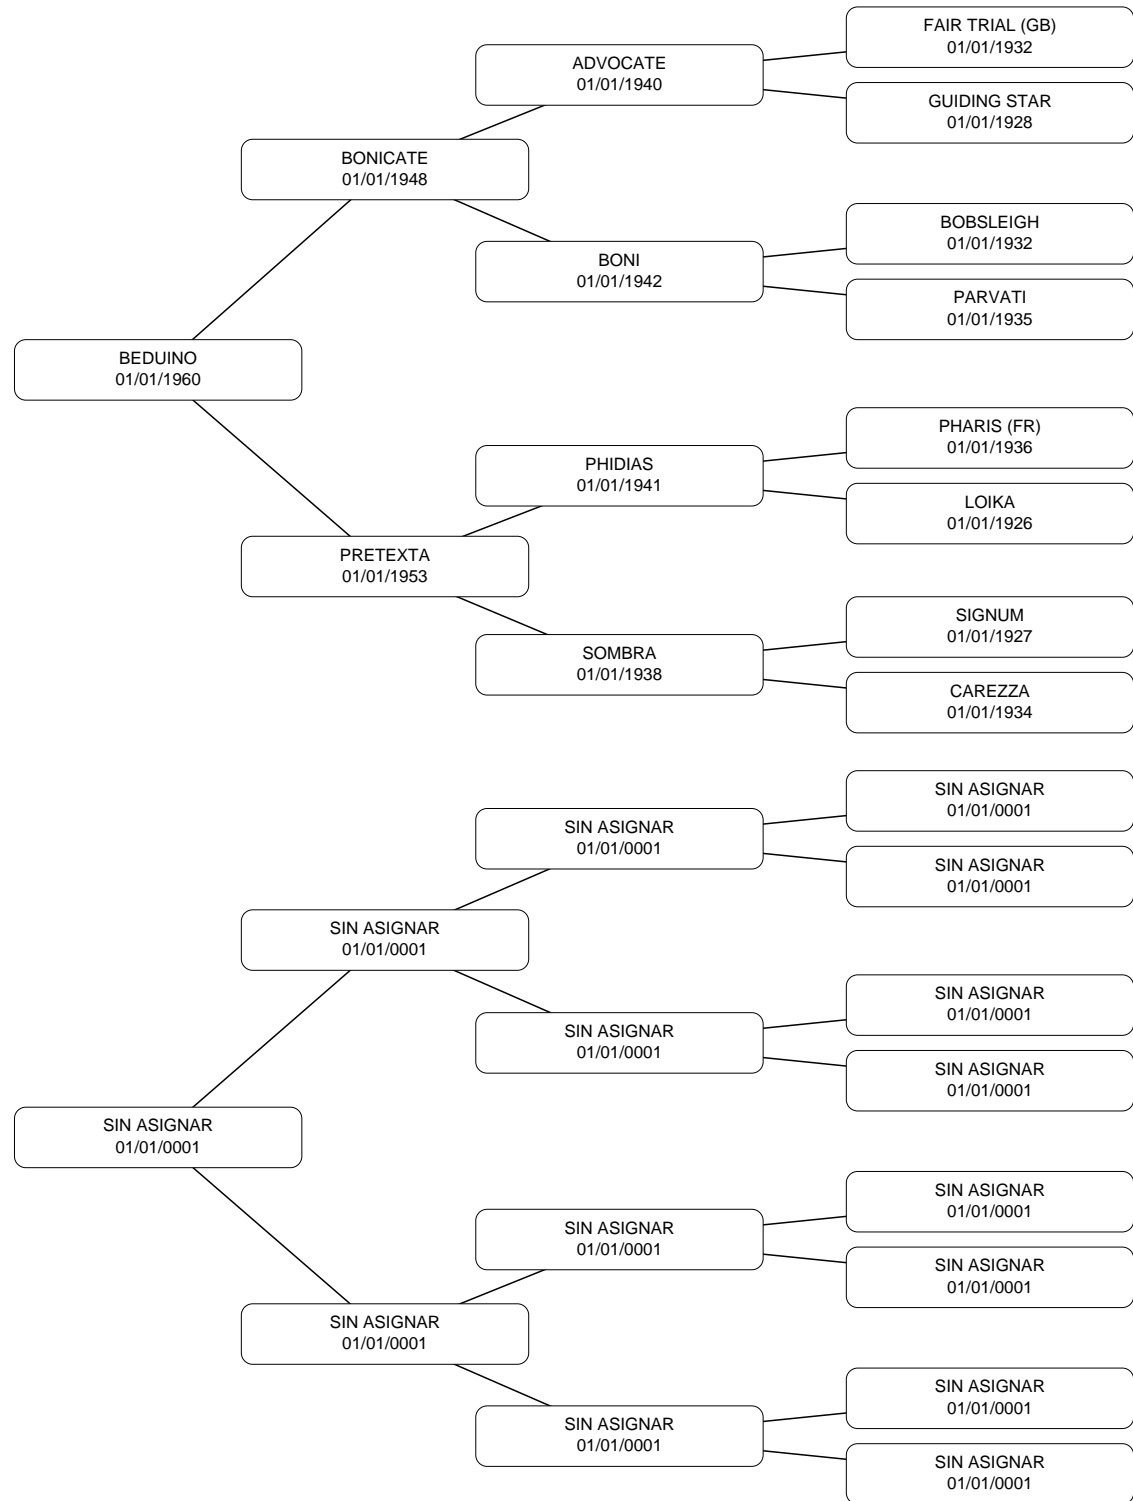 FAIR TRIAL (GB)
01/01/1932
ADVOCATE
01/01/1940
GUIDING STAR
01/01/1928
BONICATE
01/01/1948
BOBSLEIGH
01/01/1932
BONI
01/01/1942
PARVATI
01/01/1935
BEDUINO
01/01/1960
PHARIS (FR)
01/01/1936
PHIDIAS
01/01/1941
LOIKA
01/01/1926
PRETEXTA
01/01/1953
SIGNUM
01/01/1927
SOMBRA
01/01/1938
CAREZZA
01/01/1934
SIN ASIGNAR
01/01/0001
SIN ASIGNAR
01/01/0001
SIN ASIGNAR
01/01/0001
SIN ASIGNAR
01/01/0001
SIN ASIGNAR
01/01/0001
SIN ASIGNAR
01/01/0001
SIN ASIGNAR
01/01/0001
SIN ASIGNAR
01/01/0001
SIN ASIGNAR
01/01/0001
SIN ASIGNAR
01/01/0001
SIN ASIGNAR
01/01/0001
SIN ASIGNAR
01/01/0001
SIN ASIGNAR
01/01/0001
SIN ASIGNAR
01/01/0001
SIN ASIGNAR
01/01/0001